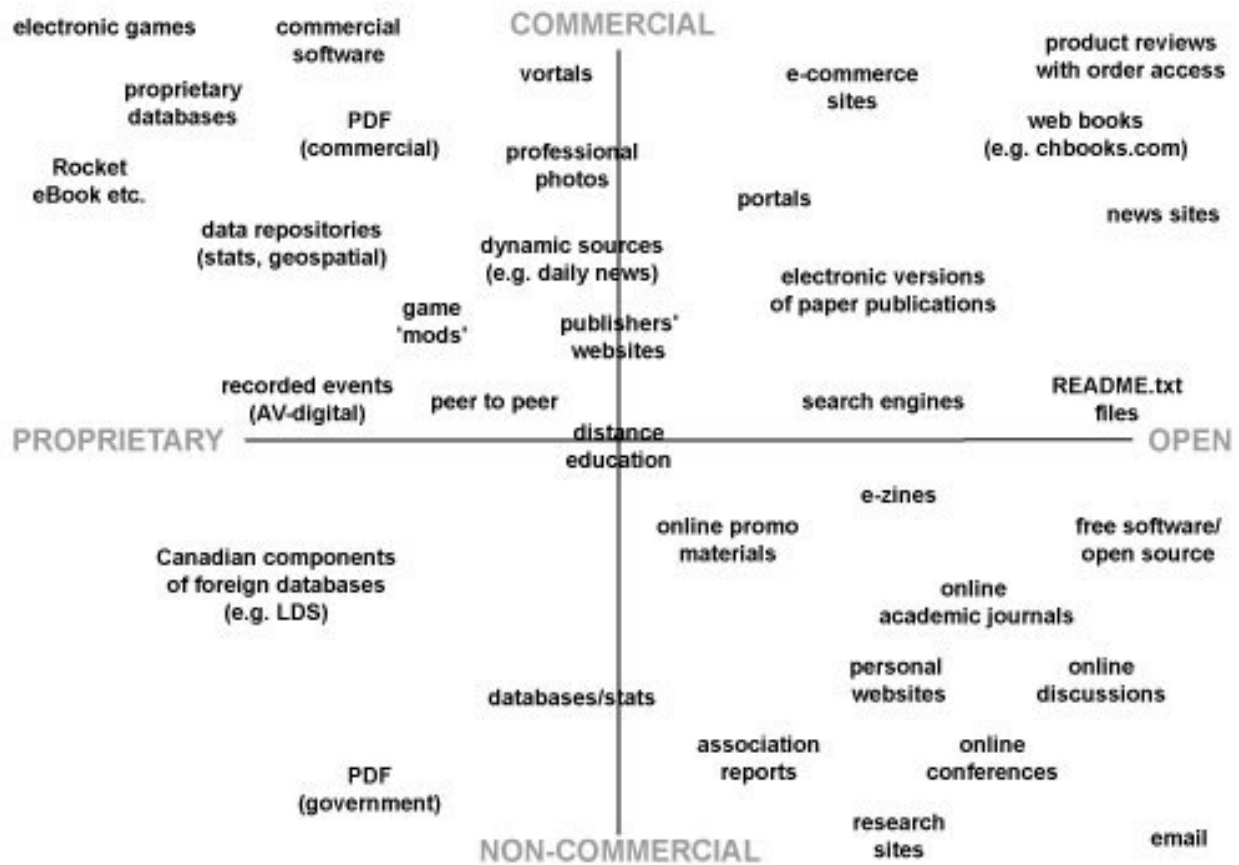 COMMERCIAL
electronic games
commercial
software
vortals
e-commerce
sites
product reviews
with order access
proprietary
databases
PDF
(commercial)
professional
photos
web books
(e.g. chbooks.com)
Rocket
eBook etc.
portals
news sites
data repositories
(stats, geospatial)
dynamic sources
(e.g. daily news)
electronic versions
of paper publications
game
'mods'
publishers'
websites
recorded events
(AV-digital)
peer to peer
search engines
README.txt
files
PROPRIETARY
distance
education
OPEN
e-zines
online promo
materials
free software/
open source
Canadian components
of foreign databases
(e.g. LDS)
online
academic journals
personal
websites
online
discussions
databases/stats
association
reports
online
conferences
PDF
(government)
research
sites
email
NON-COMMERCIAL